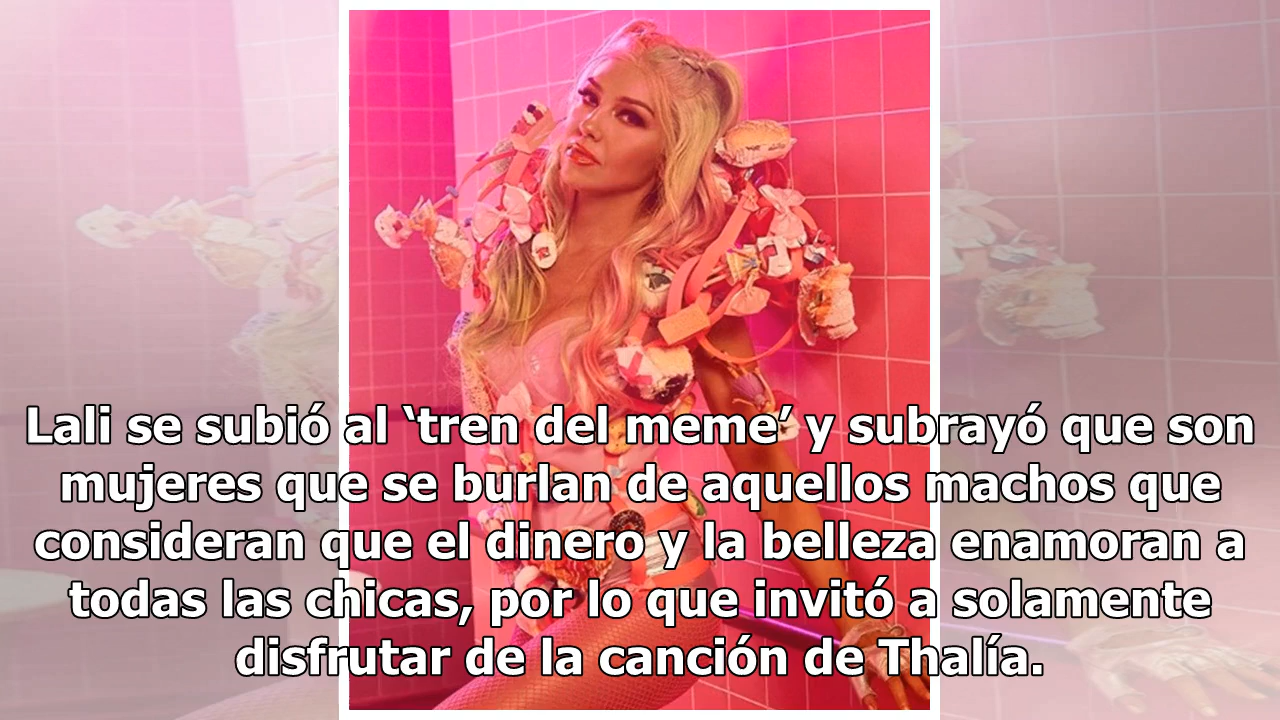 Lali se subió al ‘tren del meme’ y subrayó que son
mujeres que se burlan de aquellos machos que
consideran que el dinero y la belleza enamoran a
todas las chicas, por lo que invitó a solamente
disfrutar de la canción de Thalía.